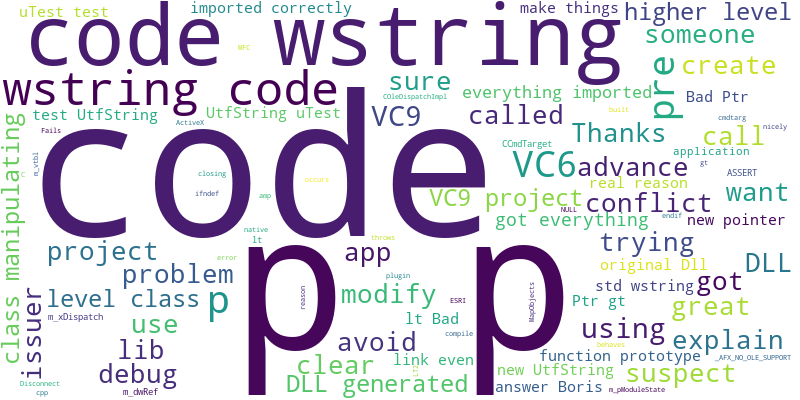 uTest test
imported correctly
make things
higher level
code wstring
someone
MFC
wstring code
sure
COleDispatchImpl
everything imported
create
pre
Bad Ptr
test UtfString
ActiveX
UtfString uTest
VC9
called
built
cmdtarg
nicely
Fails
code
Thanks
call
class manipulating
m_vtbl
closing
CCmdTarget
VC6
advance
application
gt
ASSERT
C
occurs
real reason
want
ifndef
amp
VC9 project
conflict
NULL
got everything
endif
new pointer
native
lt
throws
trying
project
error
p p
app
original Dll
DLL
problem
plugin
std wstring
got
issuer
level class
p
reason
modify
ESRI
MapObjects
Ptr gt
great
m_xDispatch
use
lt Bad
compile
using
explain
lib
avoid
link even
function prototype
_AFX_NO_OLE_SUPPORT
debug
clear
LT2
behaves
new UtfString
suspect
Disconnect
cpp
m_dwRef
DLL generated
answer Boris
m_pModuleState